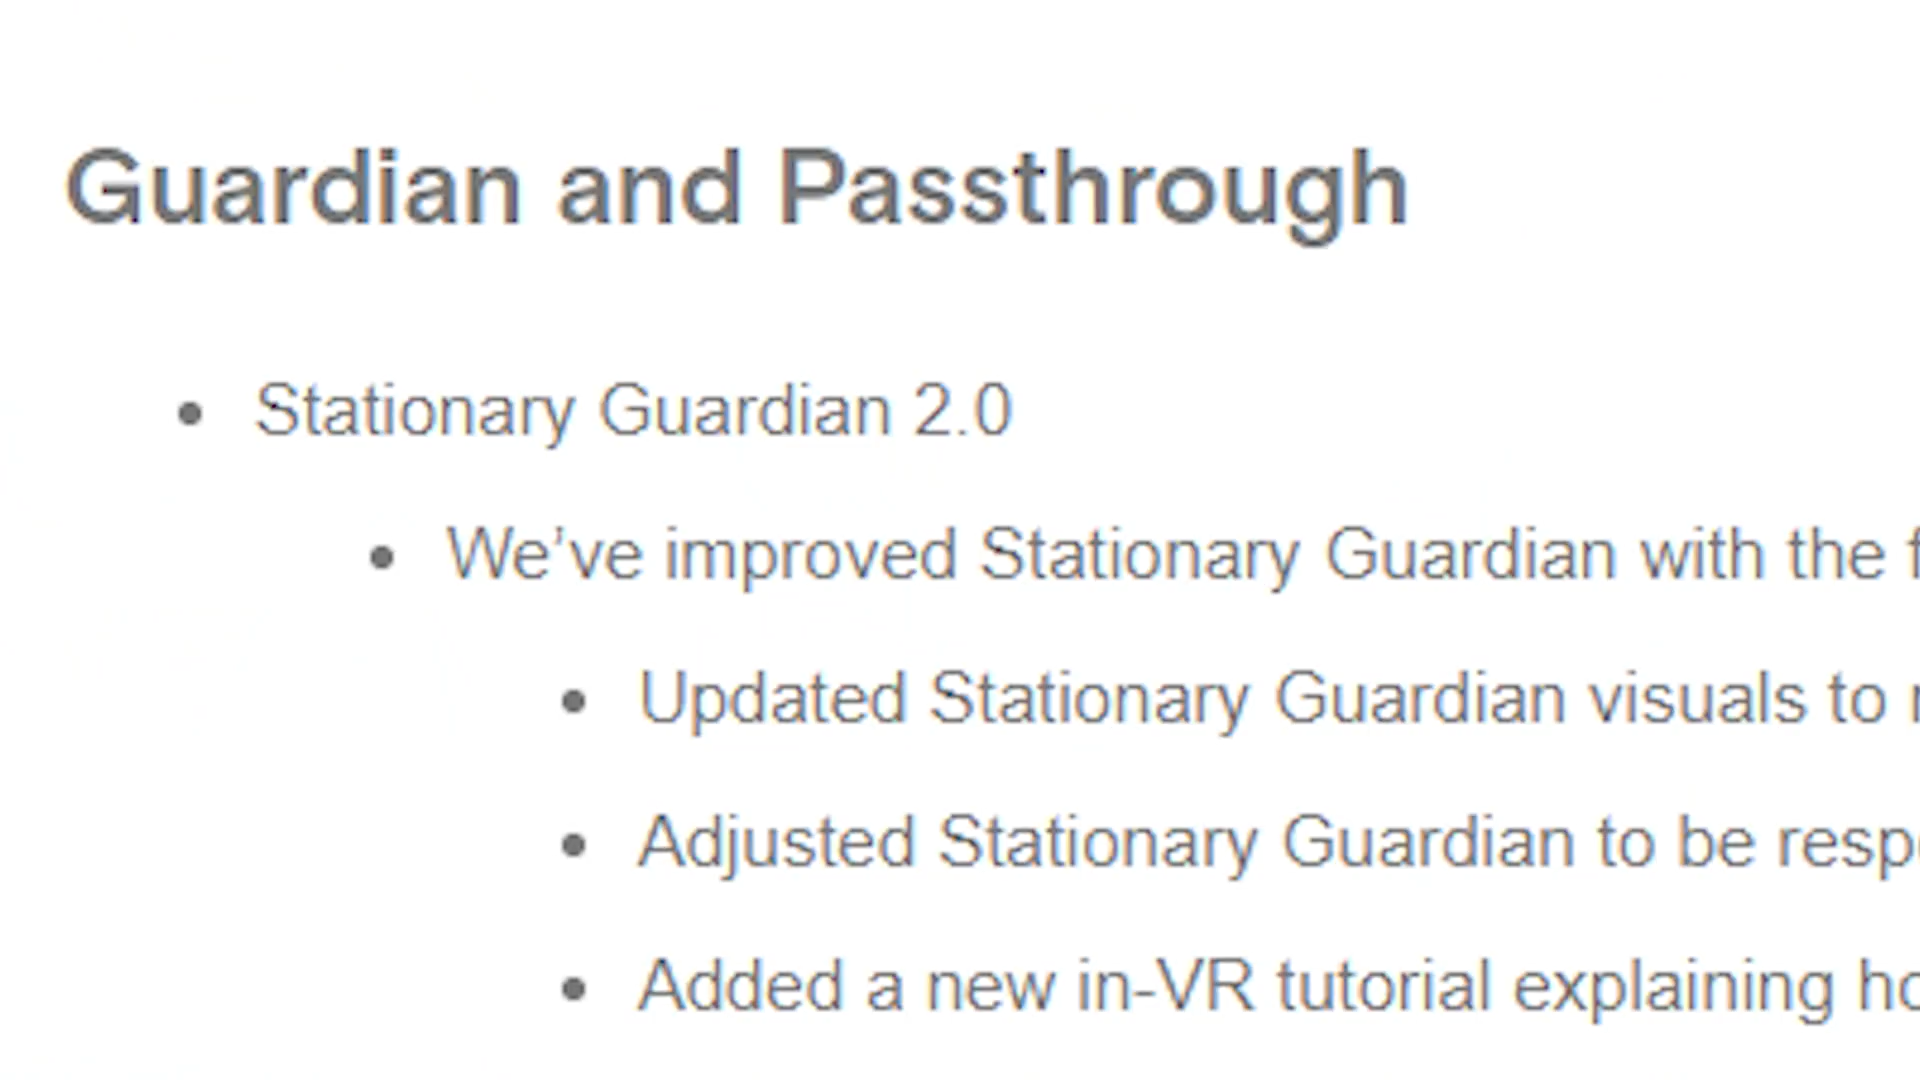 Guardian and Passthrough
Stationary Guardian 2.0
We've improved Stationary Guardian with the
Updated Stationary Guardian visuals to
Adjusted Stationary Guardian to be
Added a new in-VR tutorial explaining